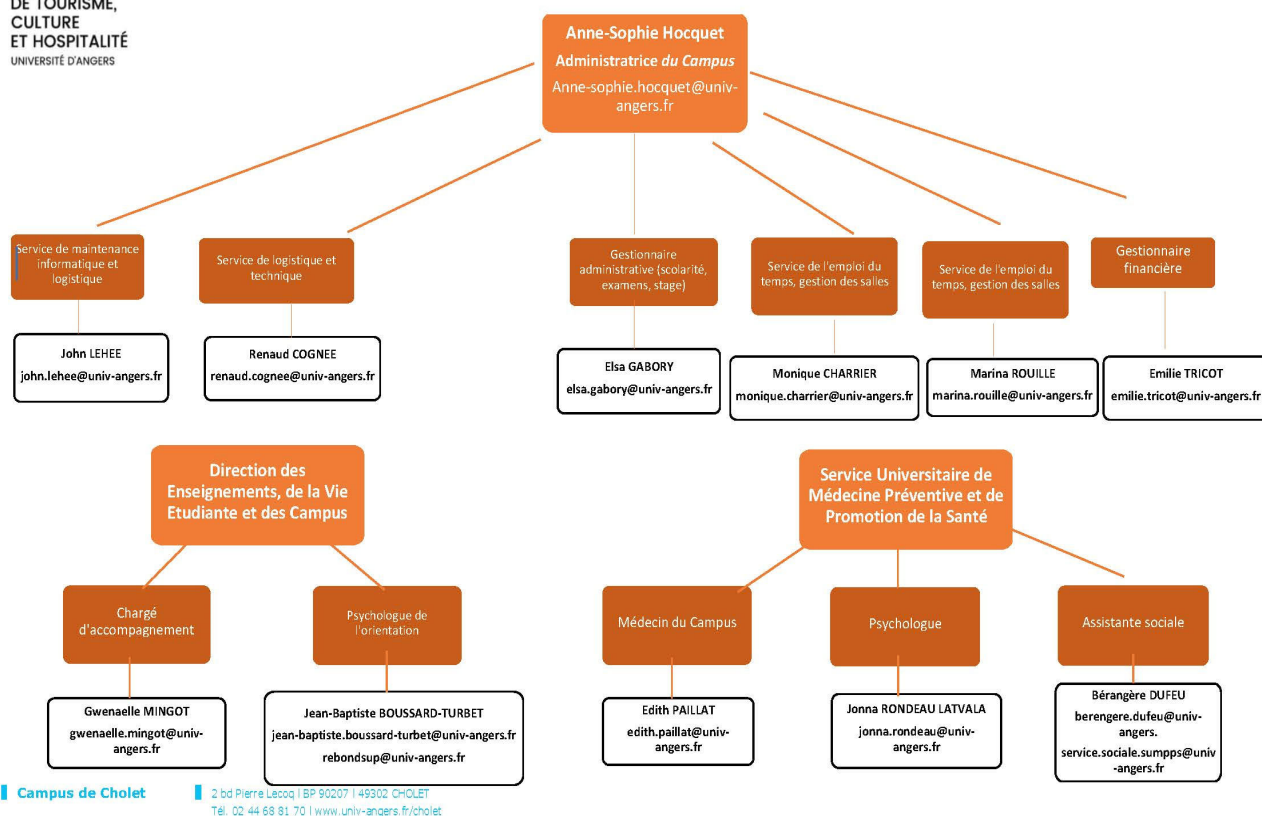 DE TOURISME,
CULTURE
ET HOSPITALITÉ
UNIVERSITÉ D'ANGERS
Anne-Sophie Hocquet
Administratrice du Campus
Anne-sophie.hocquet@univ-
angers.fr
Service de maintenance
informatique et
logistique
John LEHEE
john.lehee@univ-angers.fr
Service de logistique et
technique
Renaud COGNEE
renaud.cognee@univ-angers.fr
Gestionnaire
administrative (scolarité,
examens, stage)
Elsa GABORY
elsa.gabory@univ-angers.fr
Service de l'emploi du
temps, gestion des salles
Monique CHARRIER
monique.charrier@univ-angers.fr
Service de l'emploi du
temps, gestion des salles
Marina ROUILLE
marina.rouille@univ-angers.fr
Gestionnaire
financière
Emilie TRICOT
emilie.tricot@univ-angers.fr
Direction des
Enseignements, de la Vie
Etudiante et des Campus
Chargé
d'accompagnement
Gwenaelle MINGOT
gwenaelle.mingot@univ-
angers.fr
Psychologue de
l'orientation
Jean-Baptiste BOUSSARD-TURBET
jean-baptiste.boussard-turbet@univ-angers.fr
rebondsup@univ-angers.fr
Service Universitaire de
Médecine Préventive et de
Promotion de la Santé
Médecin du Campus
Edith PAILLAT
edith.paillat@univ-
angers.fr
Psychologue
Jonna RONDEAU LATVALA
jonna.rondeau@univ-
angers.fr
Assistante sociale
Bérangère DUFEU
berengere.dufeu@univ-
angers.
service.sociale.sumpps@univ
-angers.fr
Campus de Cholet
2 bd Pierre Lecoq | BP 90207 | 49302 CHOLET
Tél. 02 44 68 81 70 | www.univ-angers.fr/cholet